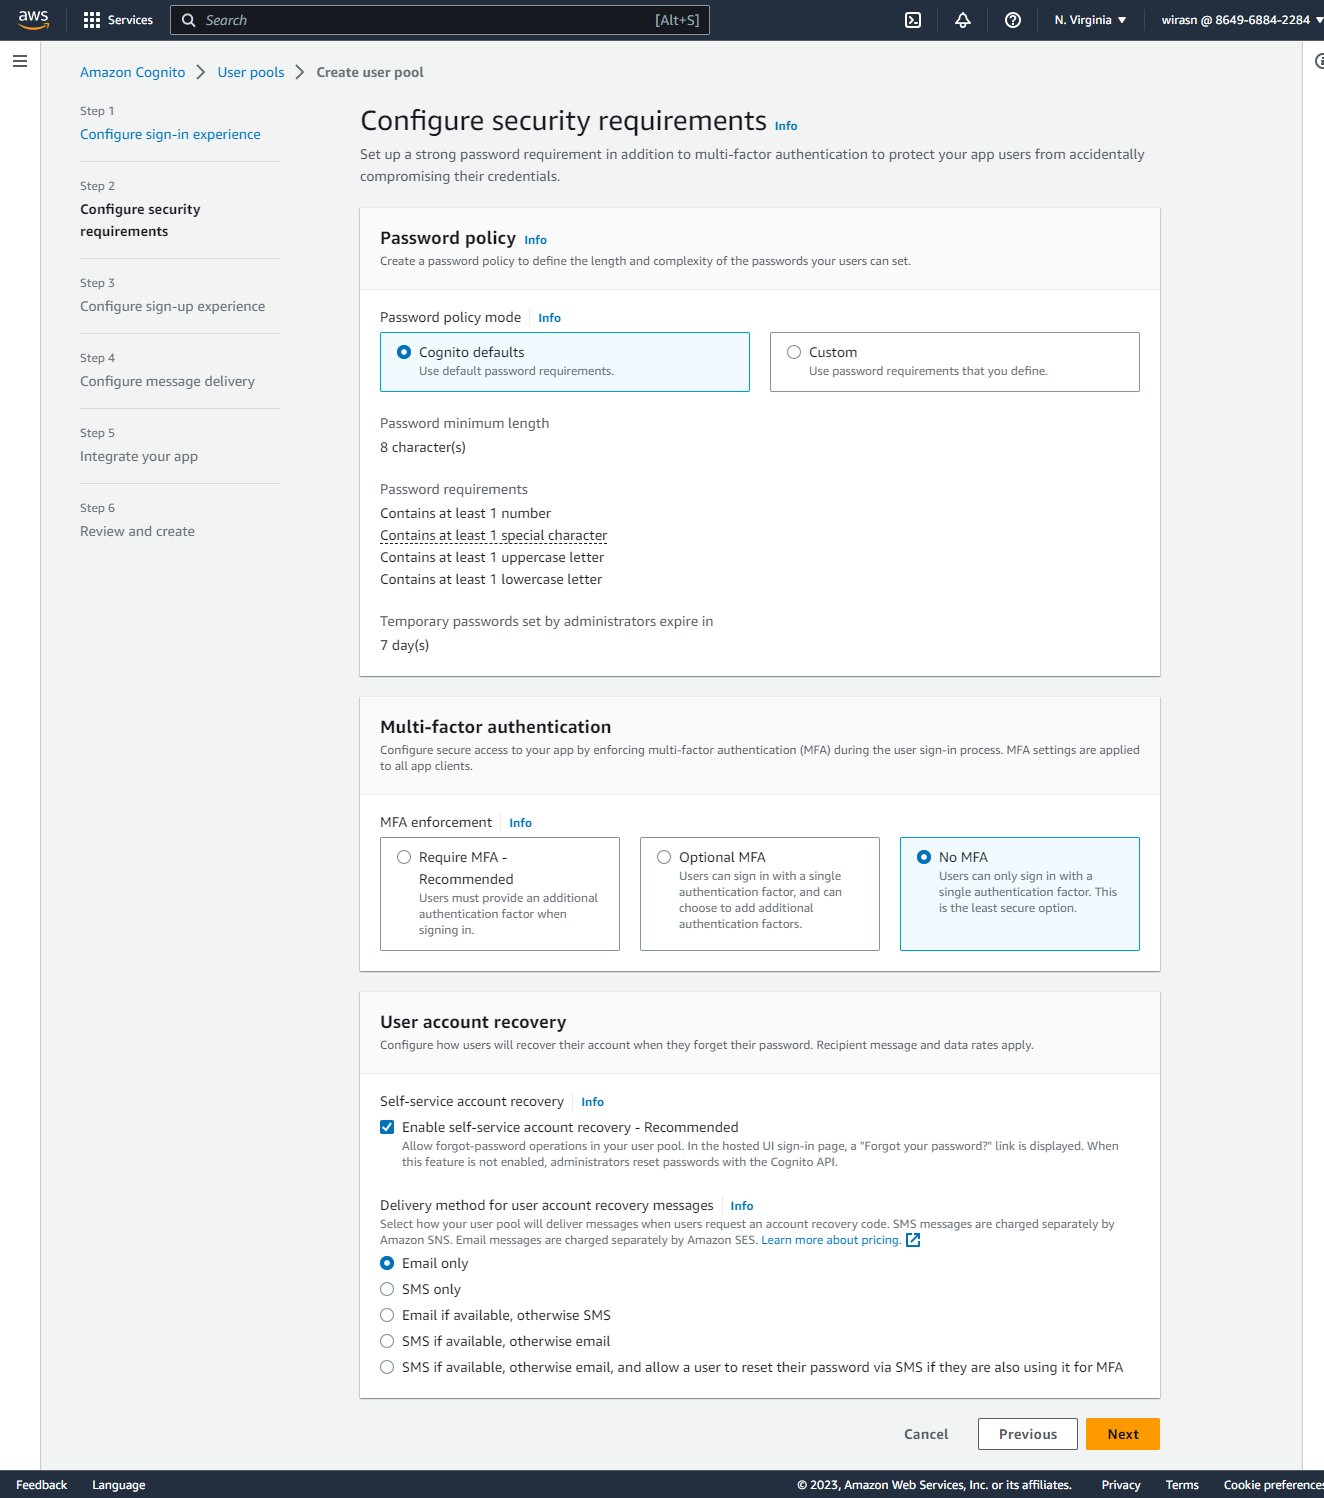 aws
Services
Search
[Alt+S]
N. Virginia
wirasn @ 8649-6884-2284
Amazon Cognito
User pools
Create user pool
Step 1
Configure sign-in experience
Step 2
Configure security
requirements
Step 3
Configure sign-up experience
Step 4
Configure message delivery
Step 5
Integrate your app
Step 6
Review and create
Configure security requirements Info
Set up a strong password requirement in addition to multi-factor authentication to protect your app users from accidentally
compromising their credentials.
Password policy Info
Create a password policy to define the length and complexity of the passwords your users can set.
Password policy mode Info
Cognito defaults
Use default password requirements.
Custom
Use password requirements that you define.
Password minimum length
8 character(s)
Password requirements
Contains at least 1 number
Contains at least 1 special character
Contains at least 1 uppercase letter
Contains at least 1 lowercase letter
Temporary passwords set by administrators expire in
7 day(s)
Multi-factor authentication
Configure secure access to your app by enforcing multi-factor authentication (MFA) during the user sign-in process. MFA settings are applied
to all app clients.
MFA enforcement Info
Require MFA -
Recommended
Users must provide an additional
authentication factor when
signing in.
Optional MFA
Users can sign in with a single
authentication factor, and can
choose to add additional
authentication factors.
No MFA
Users can only sign in with a
single authentication factor. This
is the least secure option.
User account recovery
Configure how users will recover their account when they forget their password. Recipient message and data rates apply.
Self-service account recovery Info
Enable self-service account recovery - Recommended
Allow forgot-password operations in your user pool. In the hosted UI sign-in page, a "Forgot your password?" link is displayed. When
this feature is not enabled, administrators reset passwords with the Cognito API.
Delivery method for user account recovery messages Info
Select how your user pool will deliver messages when users request an account recovery code. SMS messages are charged separately by
Amazon SNS. Email messages are charged separately by Amazon SES. Learn more about pricing.
Email only
SMS only
Email if available, otherwise SMS
SMS if available, otherwise email
SMS if available, otherwise email, and allow a user to reset their password via SMS if they are also using it for MFA
Cancel
Previous
Next
Feedback
Language
© 2023, Amazon Web Services, Inc. or its affiliates.
Privacy
Terms
Cookie preferences